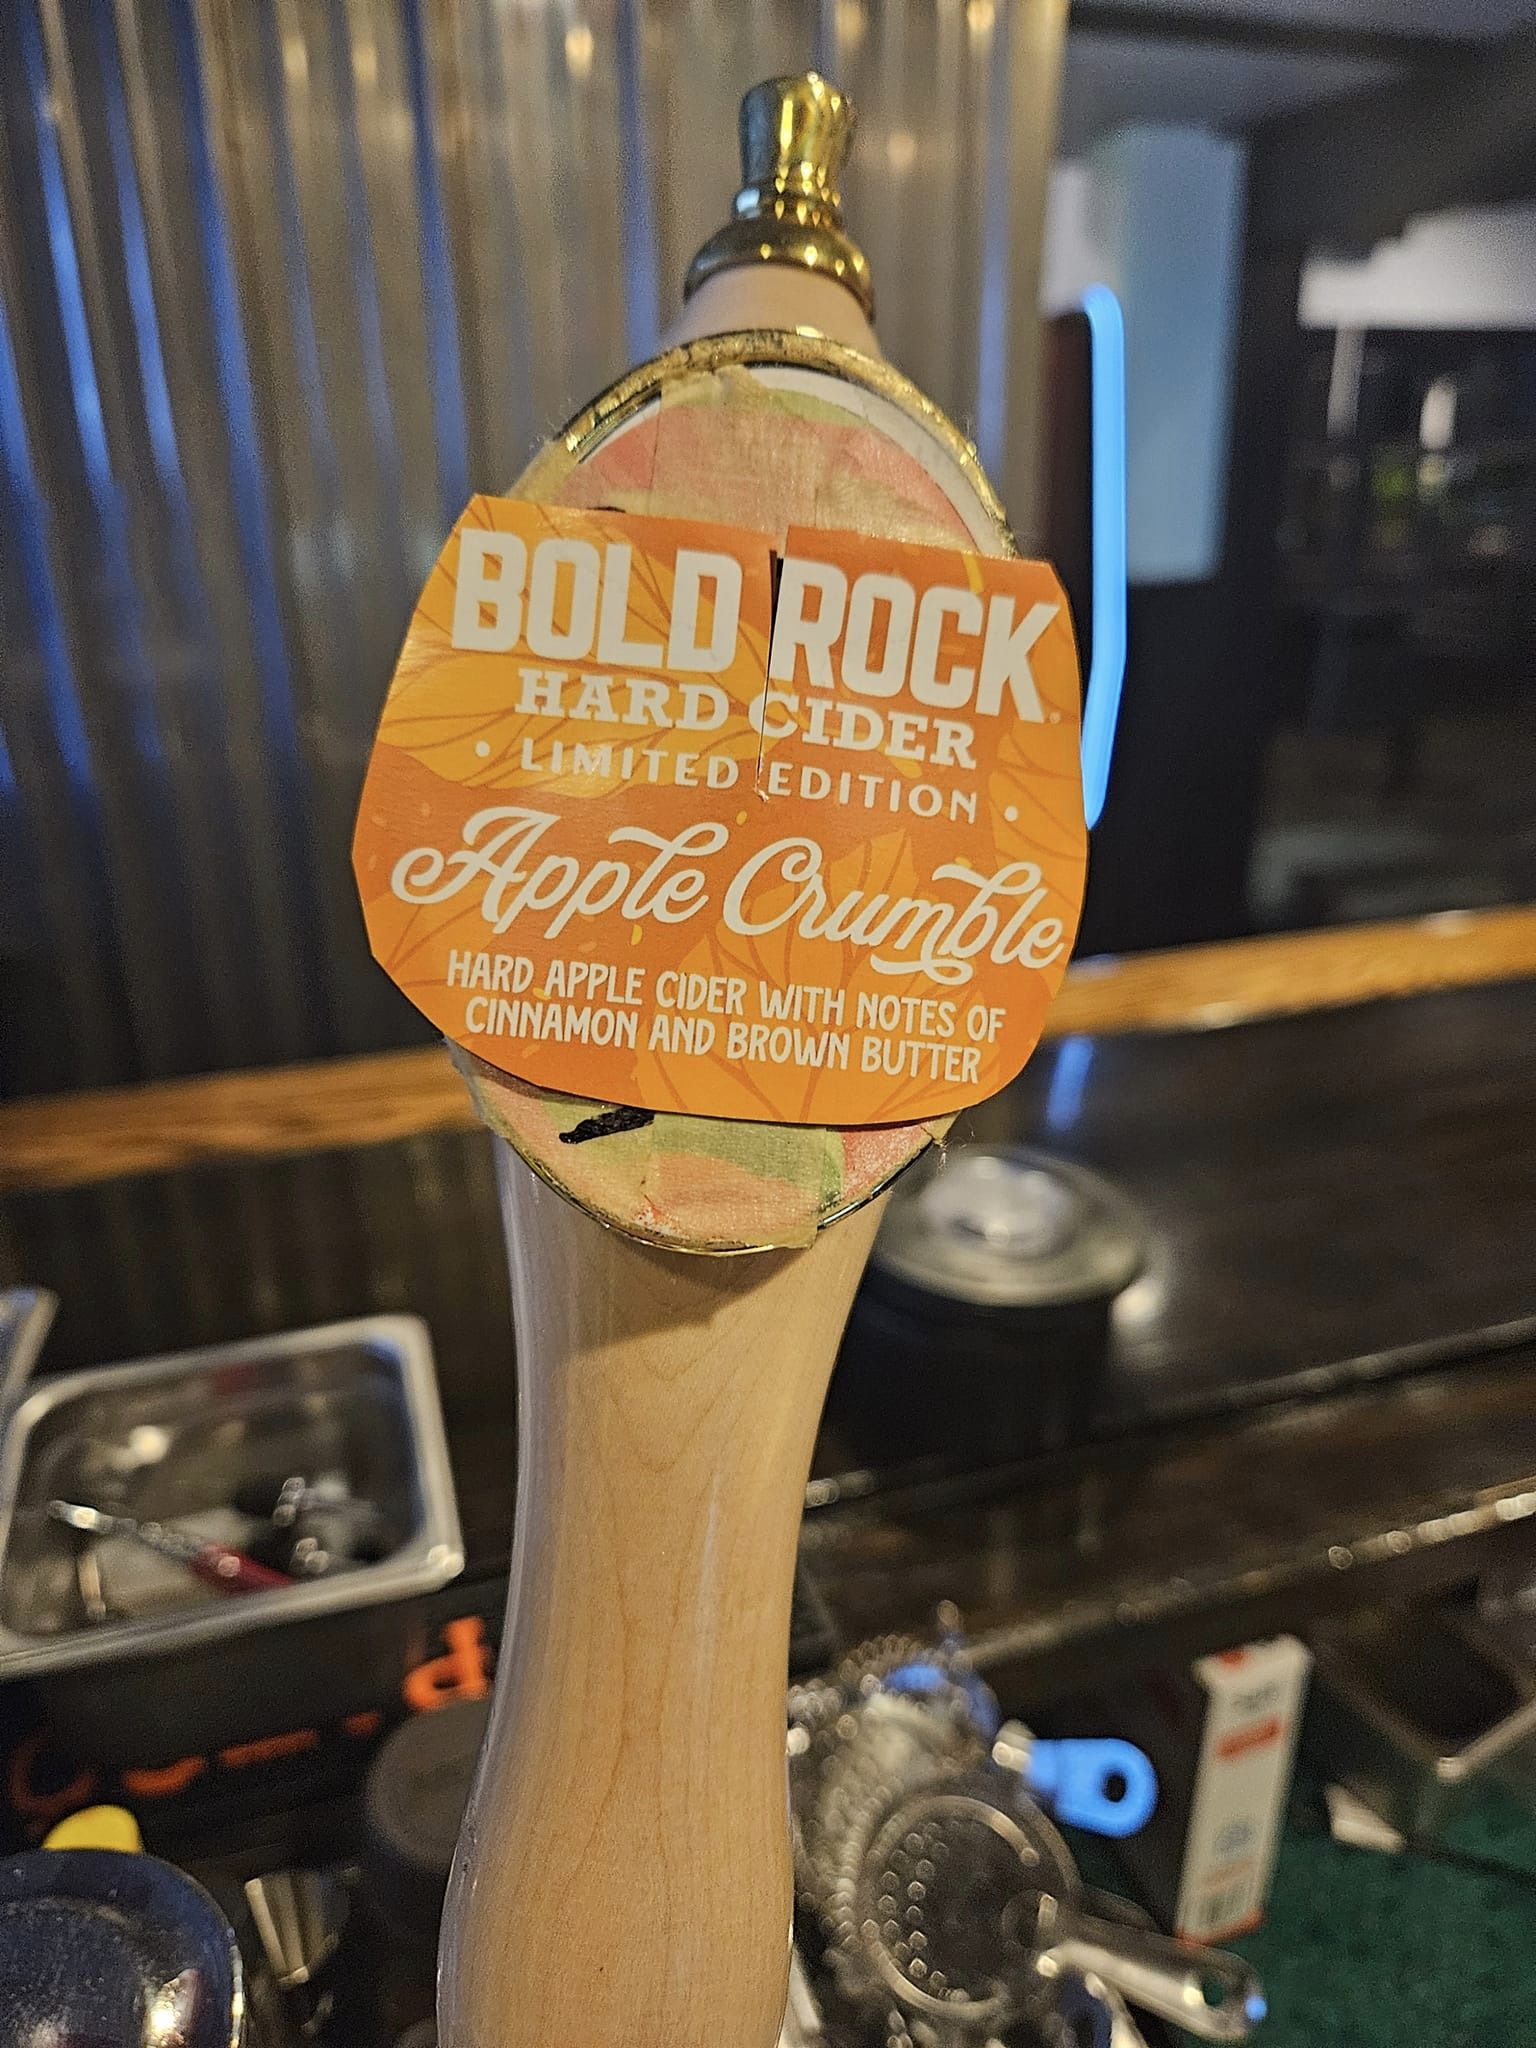 BOLD ROCK
HARD CIDER
• LIMITED EDITION •
Apple Crumble
HARD APPLE CIDER WITH NOTES OF
CINNAMON AND BROWN BUTTER